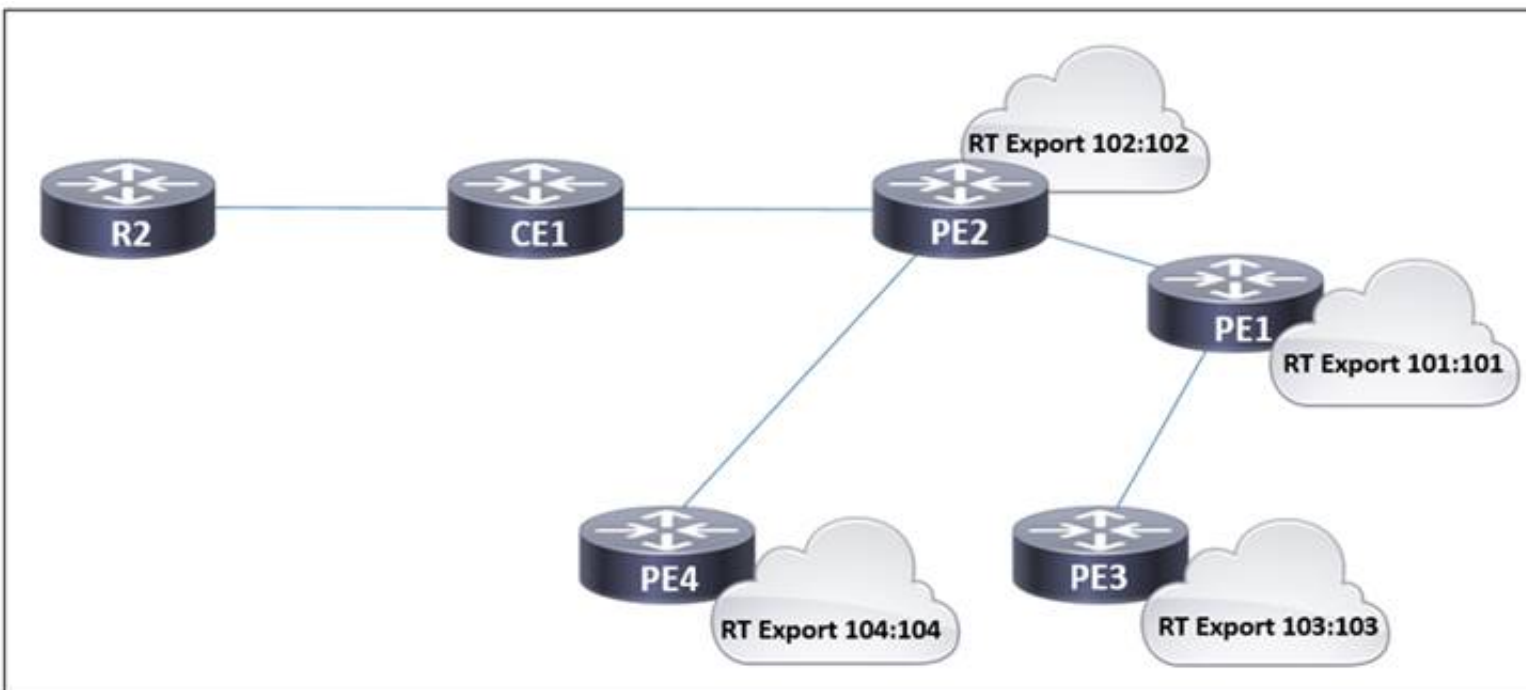 RT Export 102:102
R2
CE1
PE2
PE1
RT Export 101:101
PE4
RT Export 104:104
PE3
RT Export 103:103